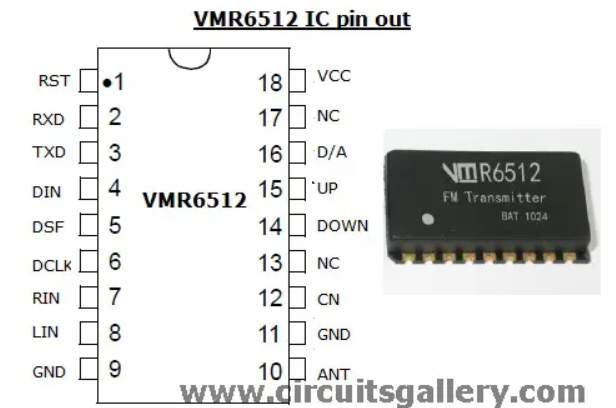 VMR6512 IC pin out
RST •1 18 VCC
RXD 2 17 NC
TXD 3 16 D/A
DIN 4 15 UP
VMR6512
DSF 5 14 DOWN
DCLK 6 13 NC
RIN 7 12 CN
LIN 8 11 GND
GND 9 10 ANT
VMR6512
FM Transmitter
BAT 1024
www.circuitsgallery.com